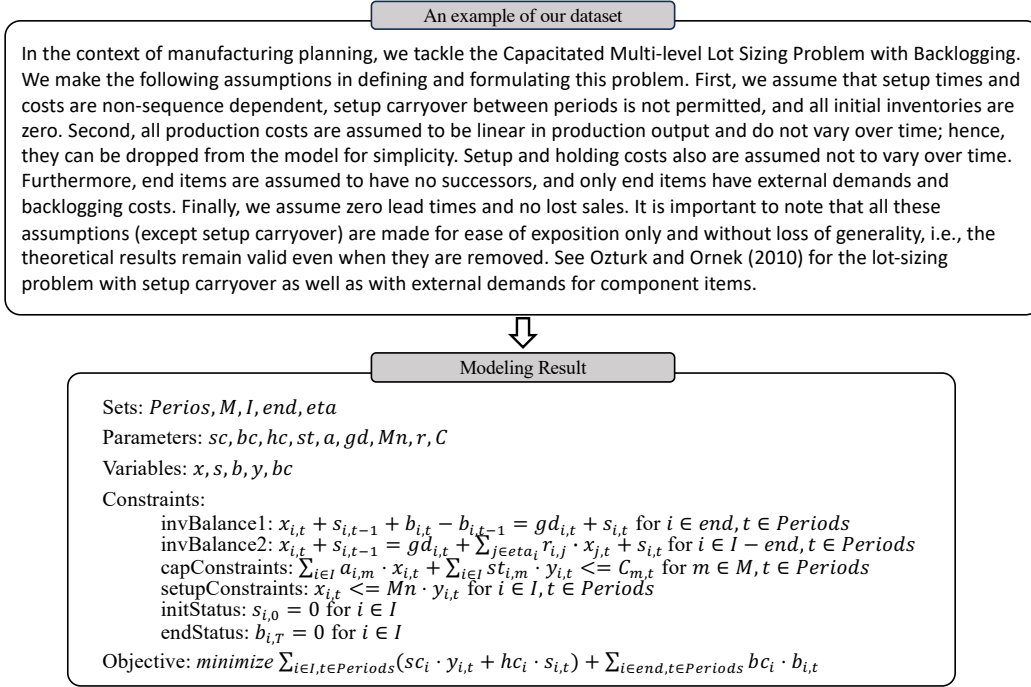 An example of our dataset
In the context of manufacturing planning, we tackle the Capacitated Multi-level Lot Sizing Problem with Backlogging.
We make the following assumptions in defining and formulating this problem. First, we assume that setup times and
costs are non-sequence dependent, setup carryover between periods is not permitted, and all initial inventories are
zero. Second, all production costs are assumed to be linear in production output and do not vary over time; hence,
they can be dropped from the model for simplicity. Setup and holding costs also are assumed not to vary over time.
Furthermore, end items are assumed to have no successors, and only end items have external demands and
backlogging costs. Finally, we assume zero lead times and no lost sales. It is important to note that all these
assumptions (except setup carryover) are made for ease of exposition only and without loss of generality, i.e., the
theoretical results remain valid even when they are removed. See Ozturk and Ornek (2010) for the lot-sizing
problem with setup carryover as well as with external demands for component items.
Modeling Result
Sets: Perios, M, I, end, eta
Parameters: sc, bc, hc, st, a, gd, Mn, r, C
Variables: x, s, b, y, bc
Constraints:
invBalance1: x_{i,t} + s_{i,t−1} + b_{i,t} − b_{i,t−1} = gd_{i,t} + s_{i,t} for i ∈ end, t ∈ Periods
invBalance2: x_{i,t} + s_{i,t−1} = gd_{i,t} + ∑_{j∈eta_i} r_{i,j} · x_{j,t} + s_{i,t} for i ∈ I − end, t ∈ Periods
capConstraints: ∑_{i∈I} a_{i,m} · x_{i,t} + ∑_{i∈I} st_{i,m} · y_{i,t} <= C_{m,t} for m ∈ M, t ∈ Periods
setupConstraints: x_{i,t} <= Mn · y_{i,t} for i ∈ I, t ∈ Periods
initStatus: s_{i,0} = 0 for i ∈ I
endStatus: b_{i,T} = 0 for i ∈ I
Objective: minimize ∑_{i∈I,t∈Periods}(sc_i · y_{i,t} + hc_i · s_{i,t}) + ∑_{i∈end,t∈Periods} bc_i · b_{i,t}